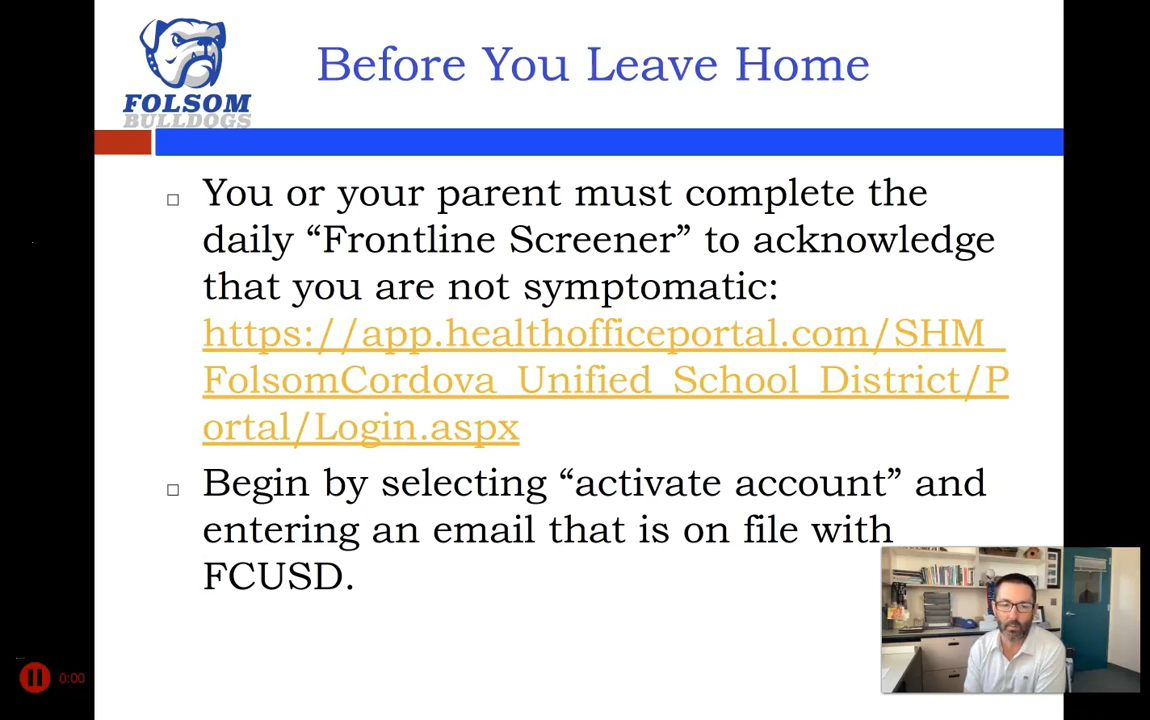 FOLSOM
BULLDOGS
Before You Leave Home
You or your parent must complete the
daily “Frontline Screener” to acknowledge
that you are not symptomatic:
https://app.healthofficeportal.com/SHM_
FolsomCordova_Unified_School_District/P
ortal/Login.aspx
Begin by selecting “activate account” and
entering an email that is on file with
FCUSD.
0:00